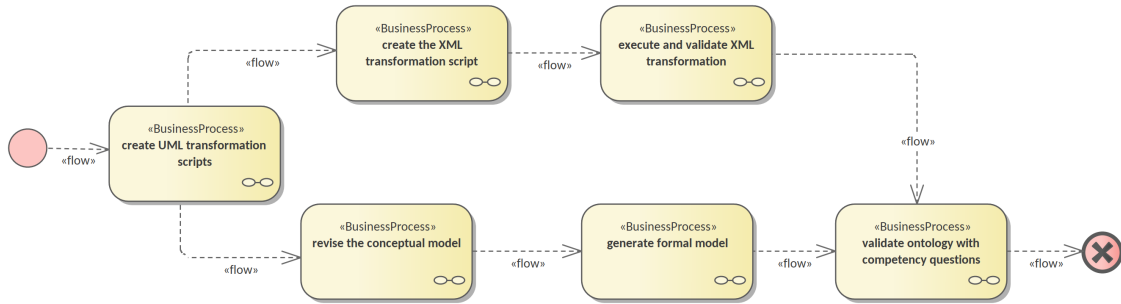 «BusinessProcess»
create the XML
transformation script
«BusinessProcess»
execute and validate XML
transformation
«flow»
«flow»
«BusinessProcess»
create UML transformation
scripts
«flow»
«flow»
«BusinessProcess»
revise the conceptual model
«BusinessProcess»
generate formal model
«BusinessProcess»
validate ontology with
competency questions
«flow»
«flow»
«flow»
«flow»